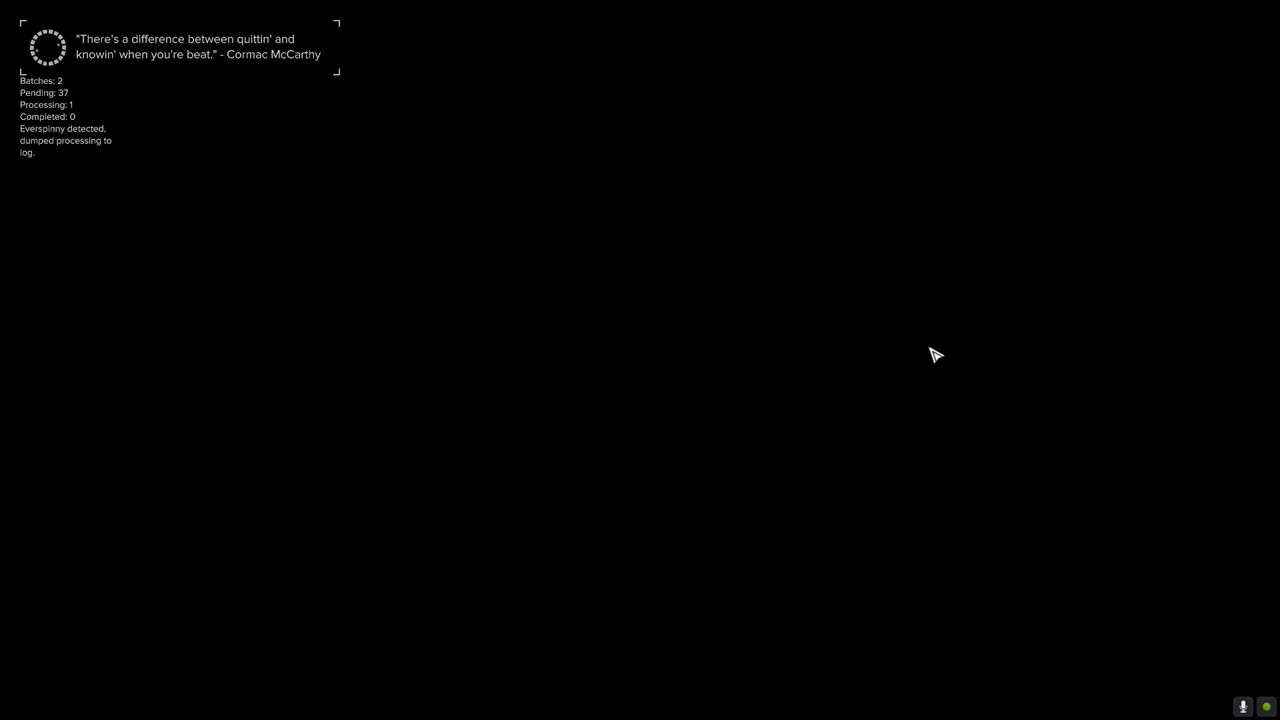 "There's a difference between quittin' and
knowin' when you're beat." - Cormac McCarthy
Batches: 2
Pending: 37
Processing: 1
Completed: 0
Everspinny detected,
dumped processing to
log.